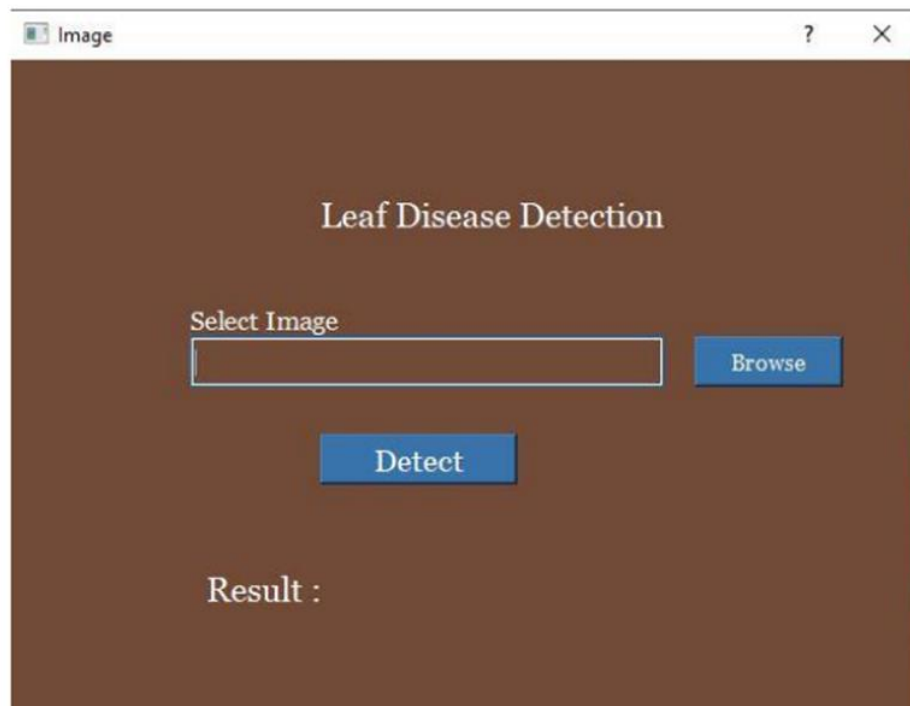 Image ?
Leaf Disease Detection
Select Image
Browse
Detect
Result :